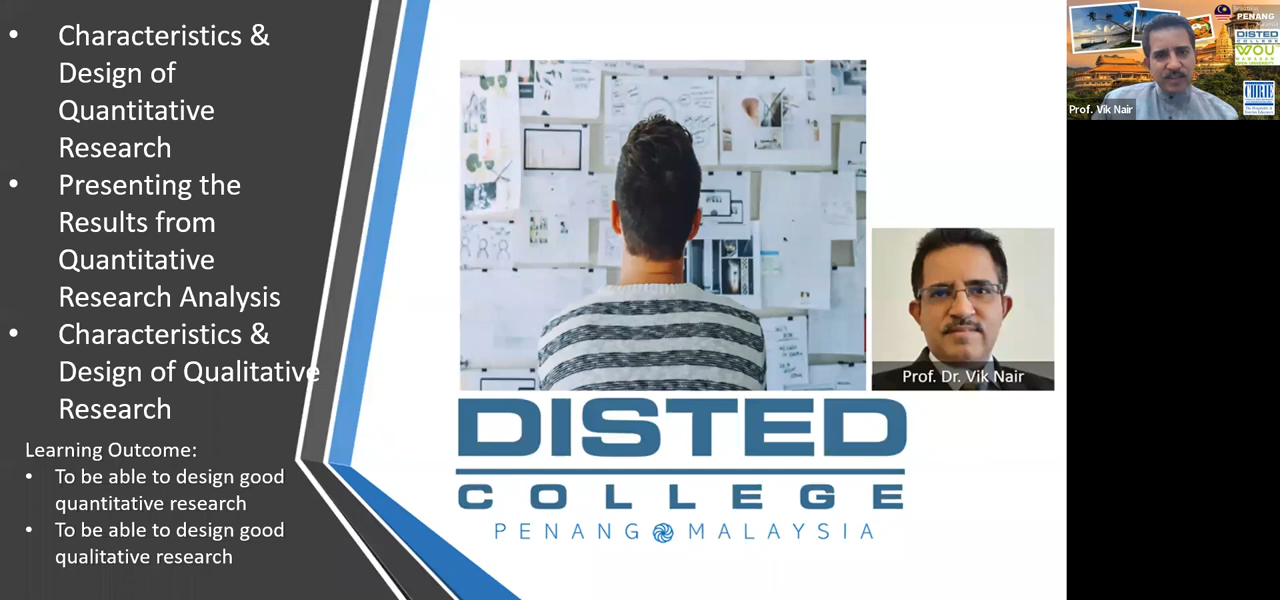 • Characteristics &
Design of
Quantitative
Research
• Presenting the
Results from
Quantitative
Research Analysis
• Characteristics &
Design of Qualitative
Research
Learning Outcome:
• To be able to design good
quantitative research
• To be able to design good
qualitative research
Prof. Dr. Vik Nair
DISTED
COLLEGE
PENANG MALAYSIA
PENANG
DISTED
COLLEGE
WOU
CHRIE
Prof. Vik Nair